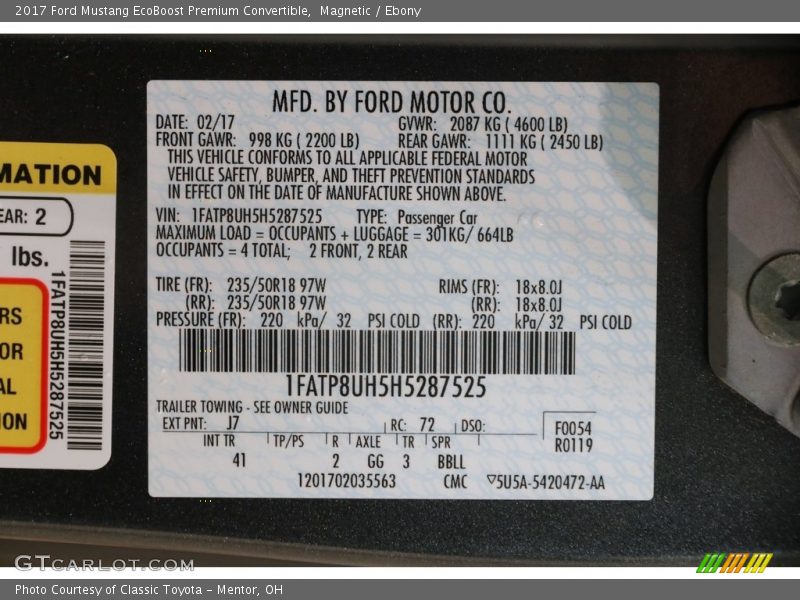 2017 Ford Mustang EcoBoost Premium Convertible,  Magnetic / Ebony
MFD. BY FORD MOTOR CO.
DATE: 02/17 GVWR: 2087 KG ( 4600 LB)
FRONT GAWR: 998 KG ( 2200 LB) REAR GAWR: 1111 KG ( 2450 LB)
THIS VEHICLE CONFORMS TO ALL APPLICABLE FEDERAL MOTOR
VEHICLE SAFETY, BUMPER, AND THEFT PREVENTION STANDARDS
IN EFFECT ON THE DATE OF MANUFACTURE SHOWN ABOVE.
VIN: 1FATP8UH5H5287525 TYPE: Passenger Car
MAXIMUM LOAD = OCCUPANTS + LUGGAGE = 301KG/ 664LB
OCCUPANTS = 4 TOTAL; 2 FRONT, 2 REAR
TIRE (FR): 235/50R18 97W RIMS (FR): 18x8.0J
(RR): 235/50R18 97W (RR): 18x8.0J
PRESSURE (FR): 220 kPa/ 32 PSI COLD (RR): 220 kPa/ 32 PSI COLD
1FATP8UH5H5287525
TRAILER TOWING - SEE OWNER GUIDE
EXT PNT: J7 RC: 72 DSO: F0054
INT TR TP/PS R AXLE TR SPR R0119
41 2 GG 3 BBLL
1201702035563 CMC ▽5U5A-5420472-AA
MATION
EAR: 2
lbs.
RS
OR
AL
ION
1FATP8UH5H5287525
GTCARLOT.COM
Photo Courtesy of Classic Toyota - Mentor, OH